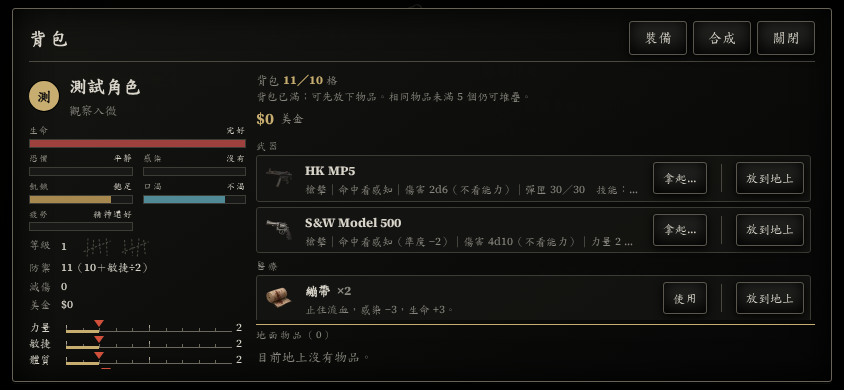 背包
裝備
合成
關閉
測
測試角色
觀察入微
生命 完好
恐懼 平靜
感染 沒有
飢餓 飽足
口渴 不渴
疲勞 精神還好
等級 1
防禦 11（10＋敏捷÷2）
減傷 0
美金 $0
力量 2
敏捷 2
體質 2
背包 11／10 格
背包已滿；可先放下物品。相同物品未滿 5 個仍可堆疊。
$0 美金
武器
HK MP5
槍擊｜命中看感知｜傷害 2d6（不看能力）｜彈匣 30／30 技能：...
拿起...
放到地上
S&W Model 500
槍擊｜命中看感知（準度 −2）｜傷害 4d10（不看能力）｜力量 2 ...
拿起...
放到地上
醫療
繃帶 ×2
止住流血，感染 −3，生命 +3。
使用
放到地上
地面物品（0）
目前地上沒有物品。